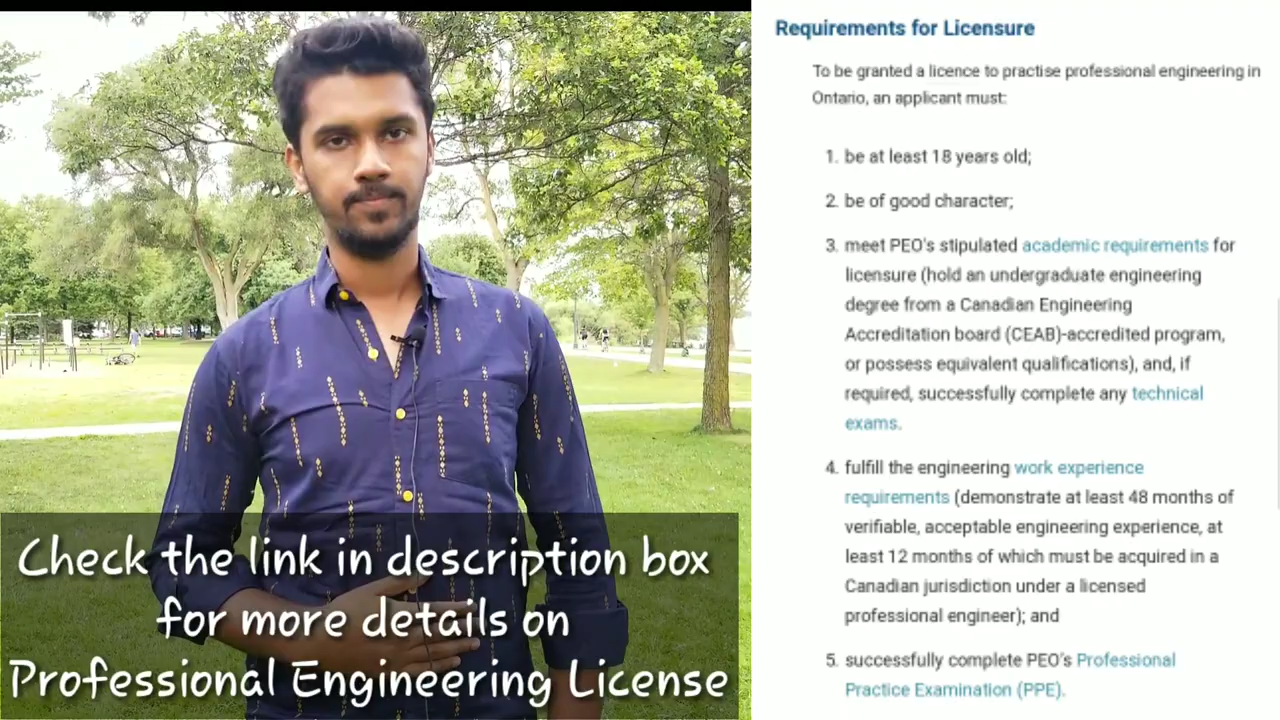 Check the link in description box
for more details on
Professional Engineering License
Requirements for Licensure
To be granted a licence to practise professional engineering in
Ontario, an applicant must:
1. be at least 18 years old;
2. be of good character;
3. meet PEO's stipulated academic requirements for
licensure (hold an undergraduate engineering
degree from a Canadian Engineering
Accreditation board (CEAB)-accredited program,
or possess equivalent qualifications), and, if
required, successfully complete any technical
exams.
4. fulfill the engineering work experience
requirements (demonstrate at least 48 months of
verifiable, acceptable engineering experience, at
least 12 months of which must be acquired in a
Canadian jurisdiction under a licensed
professional engineer); and
5. successfully complete PEO's Professional
Practice Examination (PPE).